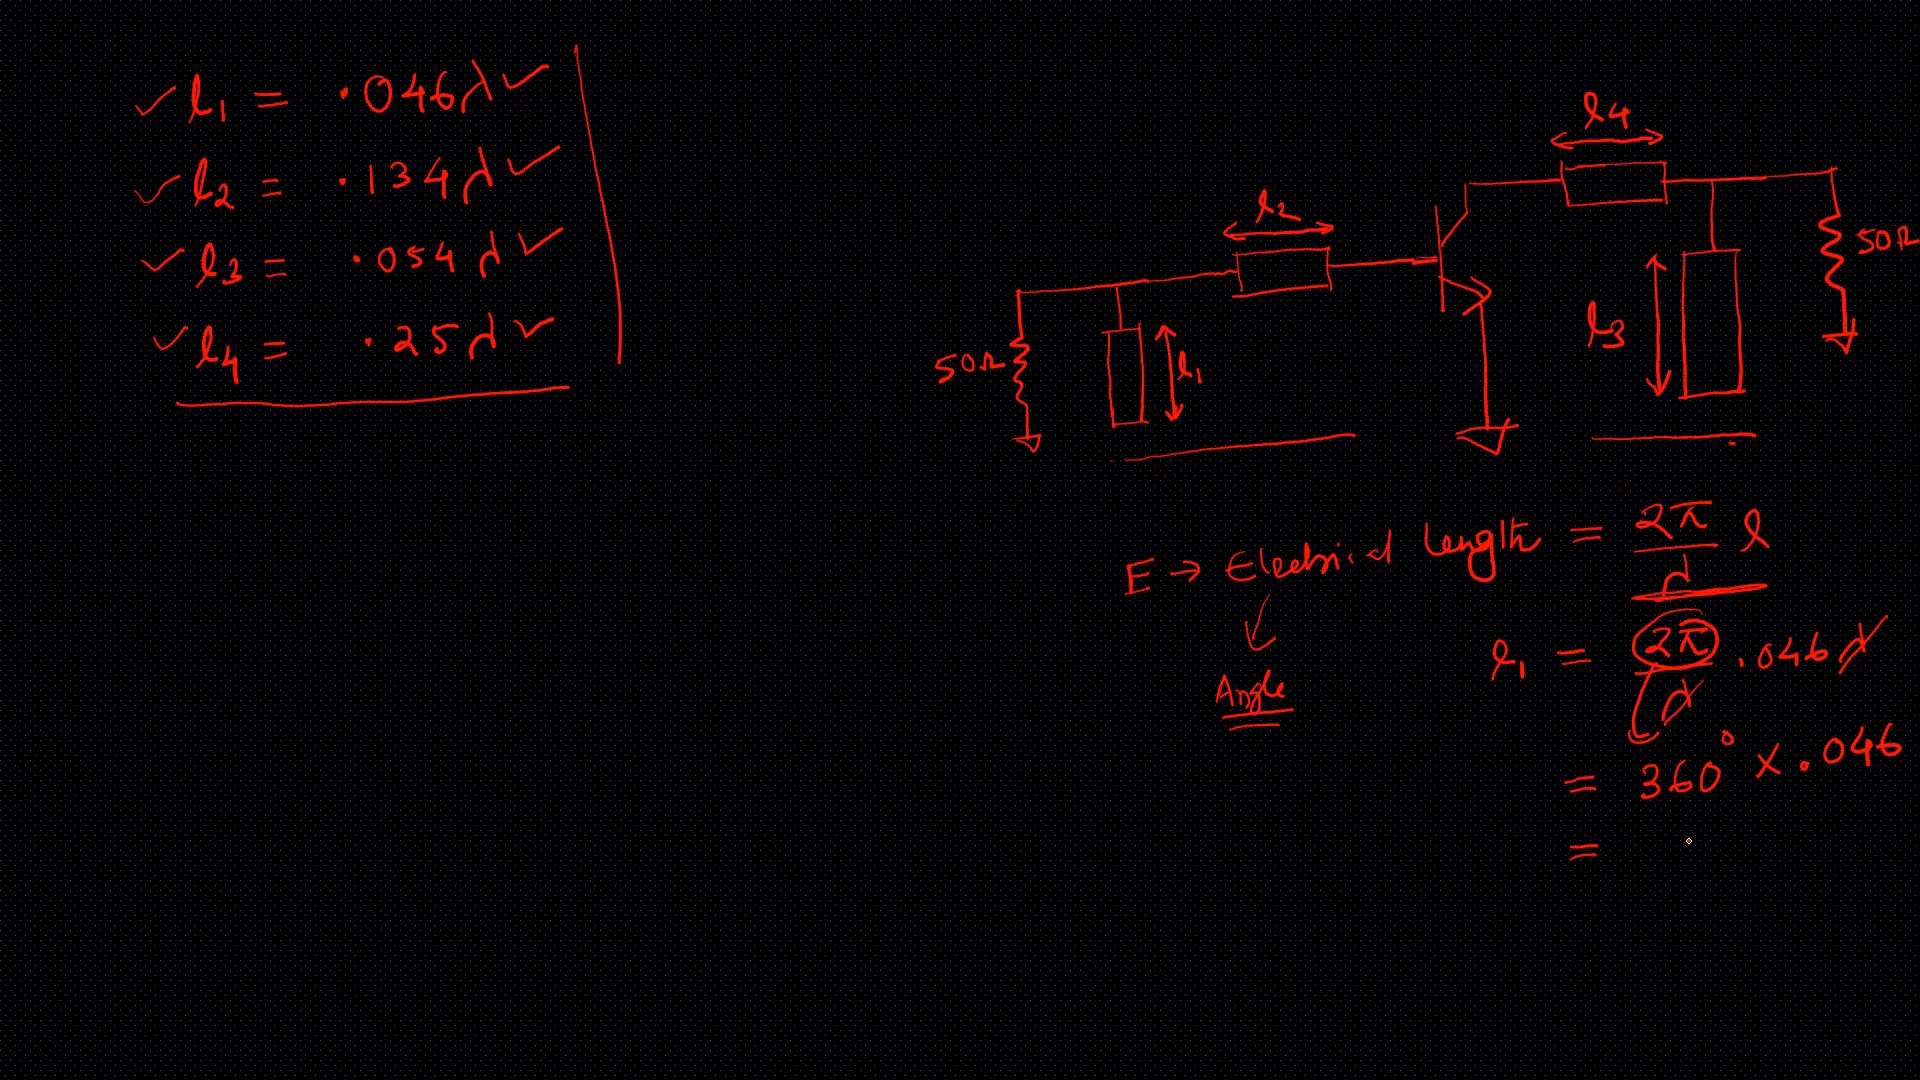 l1 = .046λ
l2 = .134λ
l3 = .054λ
l4 = .25λ
l4
l2
50Ω
l3
50Ω
l1
E → Electrical Length = 2π/λ l
Angle
l1 = 2π/λ .046λ
= 360° × .046
=